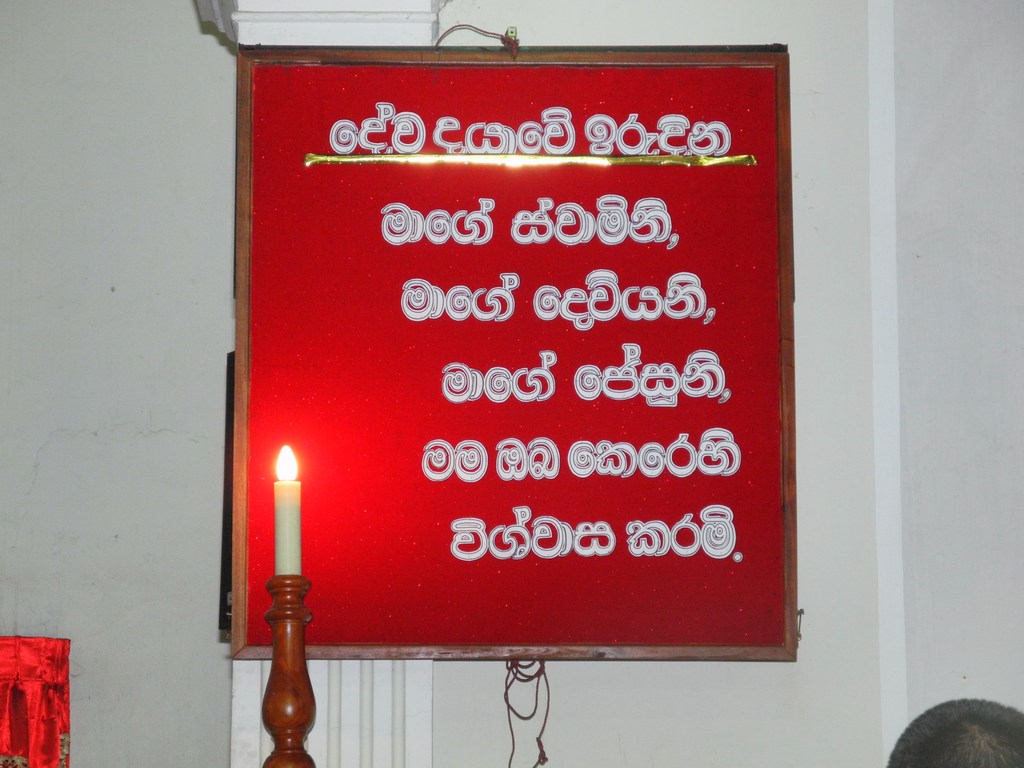 දේව දයාවේ ඉරුදින
මාගේ ස්වාමිනි,
මාගේ දෙවියනි,
මාගේ ජේසුනි,
මම ඔබ කෙරෙහි
විශ්වාස කරමි.